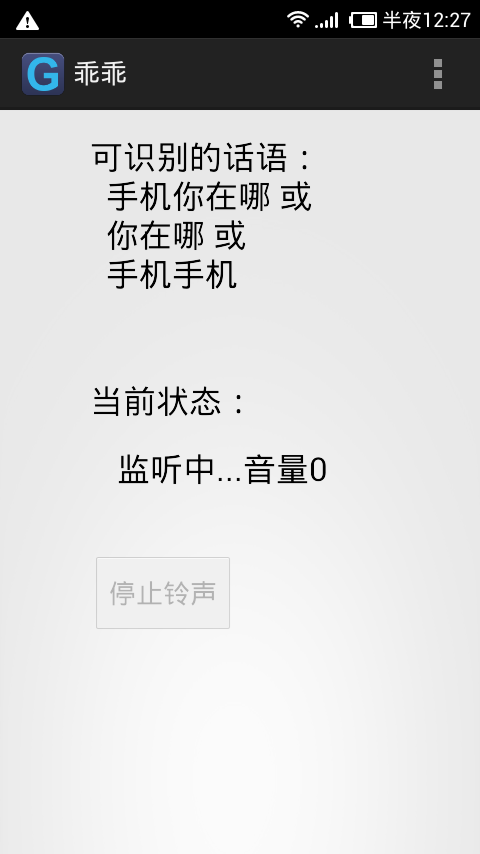 半夜12:27
G 乖乖
可识别的话语：
手机你在哪 或
你在哪 或
手机手机
当前状态：
监听中...音量0
停止铃声